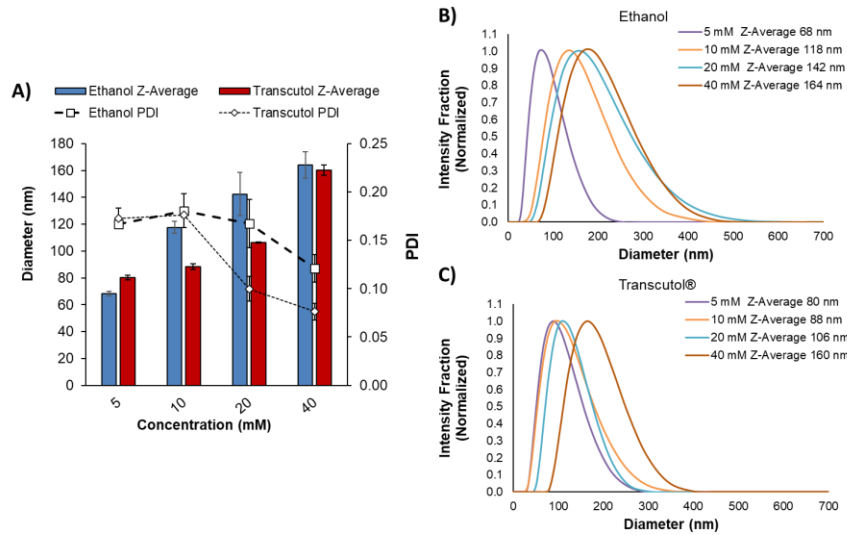 A)
Ethanol Z-Average
Transcutol Z-Average
Ethanol PDI
Transcutol PDI
180
160
140
120
100
80
60
40
20
0
Diameter (nm)
0.25
0.20
0.15
0.10
0.05
0.00
PDI
5
10
20
40
Concentration (mM)
B)
Ethanol
5 mM Z-Average 68 nm
10 mM Z-Average 118 nm
20 mM Z-Average 142 nm
40 mM Z-Average 164 nm
Intensity Fraction
(Normalized)
1.1
1.0
0.9
0.8
0.7
0.6
0.5
0.4
0.3
0.2
0.1
0.0
0 100 200 300 400 500 600 700
Diameter (nm)
C)
Transcutol®
5 mM Z-Average 80 nm
10 mM Z-Average 88 nm
20 mM Z-Average 106 nm
40 mM Z-Average 160 nm
Intensity Fraction
(Normalized)
1.1
1.0
0.9
0.8
0.7
0.6
0.5
0.4
0.3
0.2
0.1
0.0
0 100 200 300 400 500 600 700
Diameter (nm)